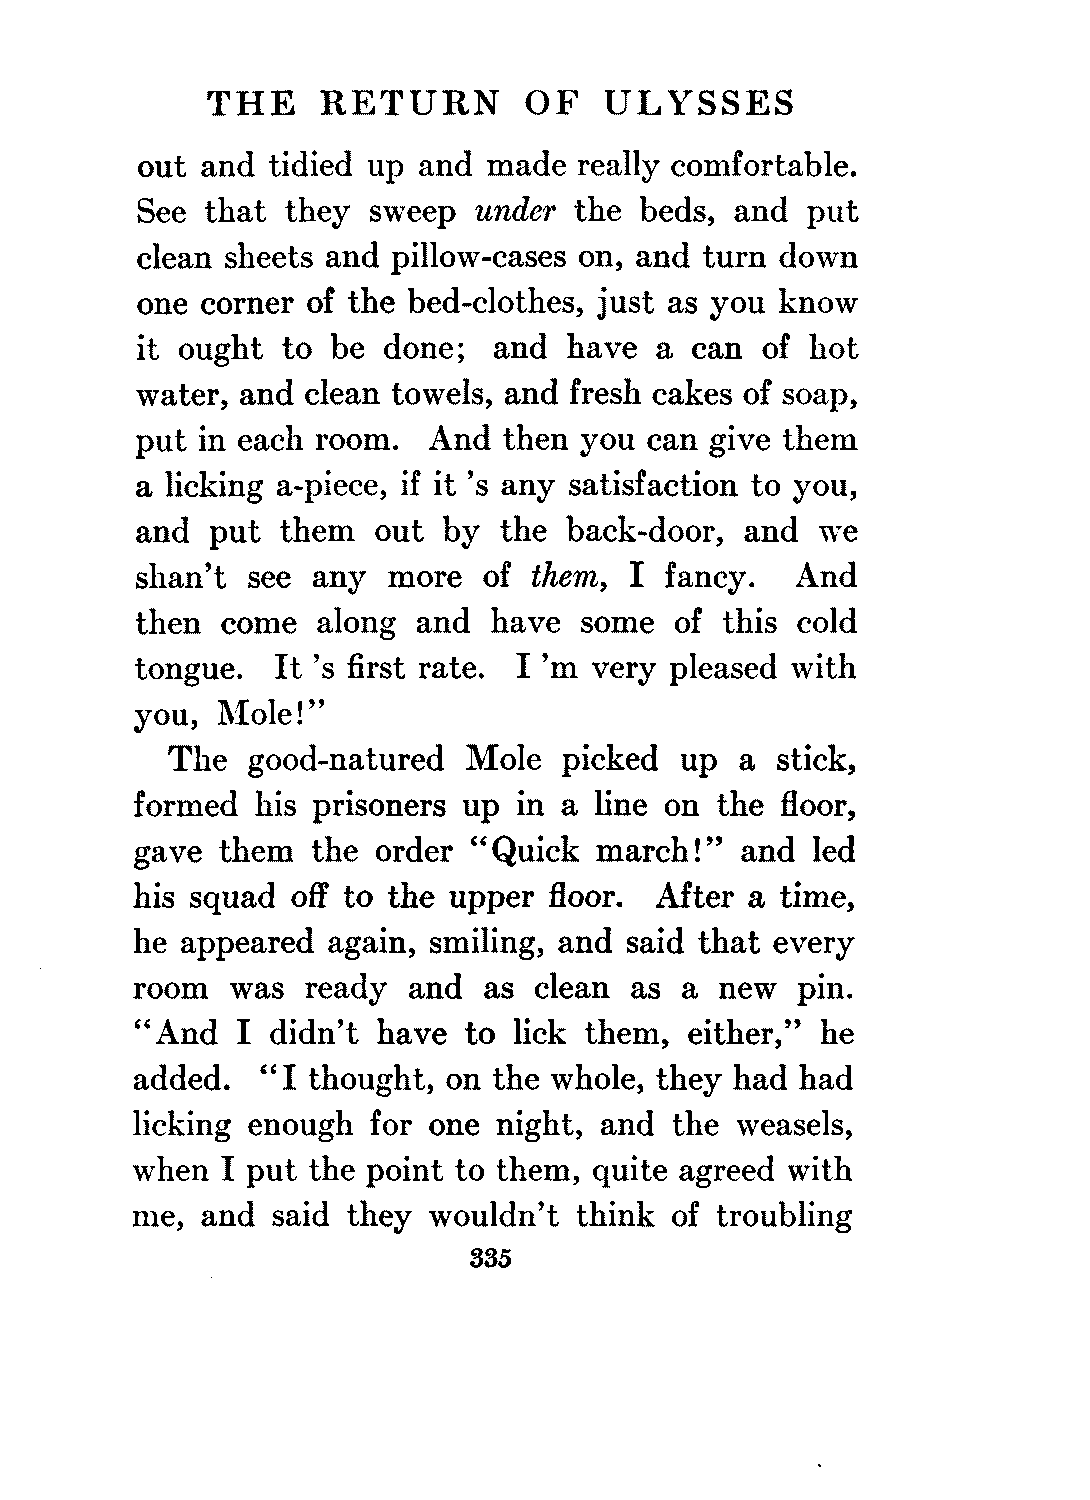 THE RETURN OF ULYSSES
out and tidied up and made really comfortable.
See that they sweep under the beds, and put
clean sheets and pillow-cases on, and turn down
one corner of the bed-clothes, just as you know
it ought to be done; and have a can of hot
water, and clean towels, and fresh cakes of soap,
put in each room. And then you can give them
a licking a-piece, if it 's any satisfaction to you,
and put them out by the back-door, and we
shan't see any more of them, I fancy. And
then come along and have some of this cold
tongue. It 's first rate. I 'm very pleased with
you, Mole!”
The good-natured Mole picked up a stick,
formed his prisoners up in a line on the floor,
gave them the order “Quick march!” and led
his squad off to the upper floor. After a time,
he appeared again, smiling, and said that every
room was ready and as clean as a new pin.
“And I didn't have to lick them, either,” he
added. “I thought, on the whole, they had had
licking enough for one night, and the weasels,
when I put the point to them, quite agreed with
me, and said they wouldn't think of troubling
335